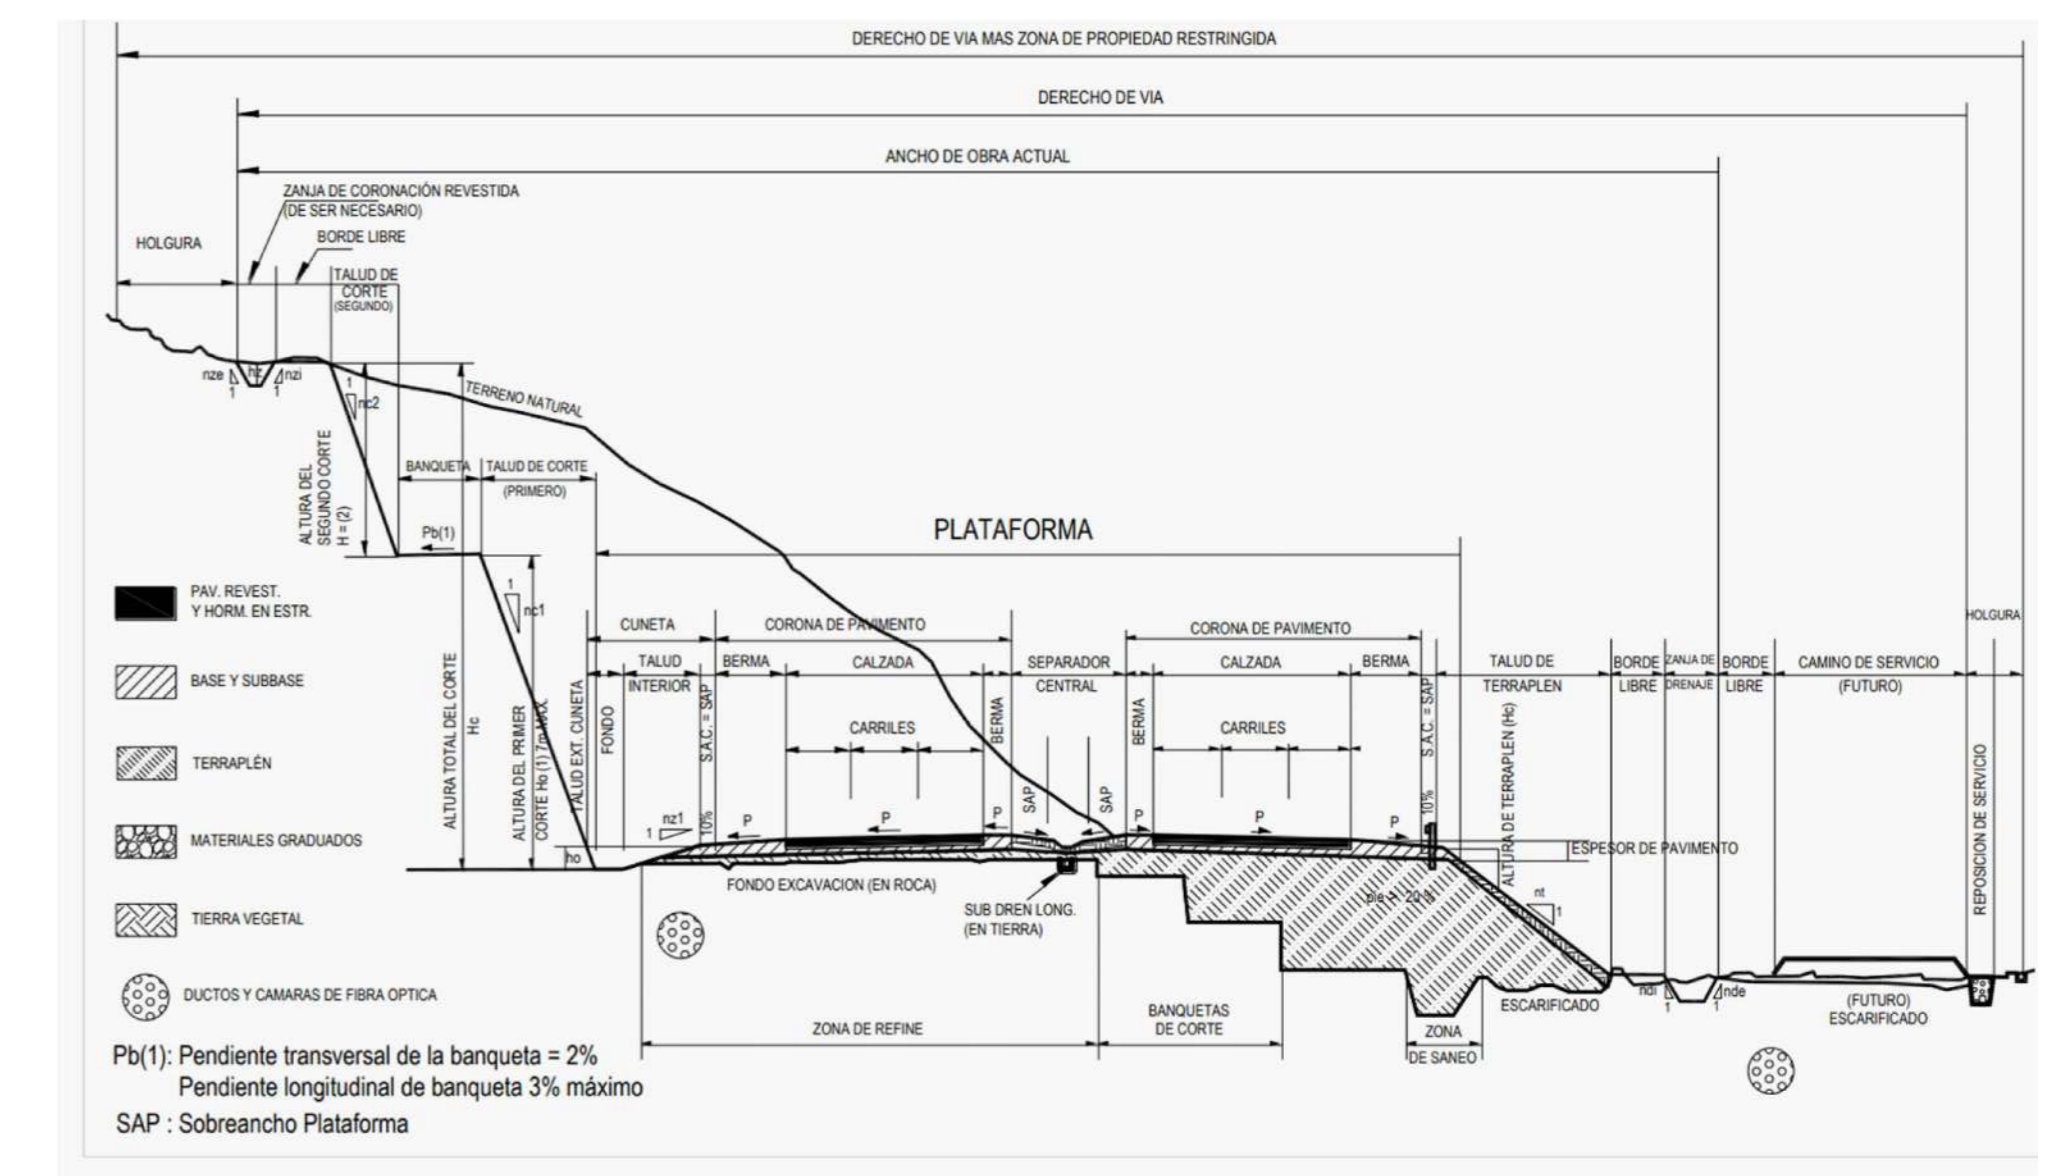 DERECHO DE VIA MAS ZONA DE PROPIEDAD RESTRINGIDA
DERECHO DE VIA
ANCHO DE OBRA ACTUAL
ZANJA DE CORONACIÓN REVESTIDA
(DE SER NECESARIO)
BORDE LIBRE
HOLGURA
TALUD DE
CORTE
(SEGUNDO)
nze
1
hz
nzi
1
1
nc2
TERRENO NATURAL
ALTURA DEL
SEGUNDO CORTE
H = (2)
BANQUETA
TALUD DE CORTE
(PRIMERO)
Pb(1)
PLATAFORMA
1
nc1
ALTURA TOTAL DEL CORTE
Hc
ALTURA DEL PRIMER
CORTE Ho (1) 7m MAX.
TALUD EXT. CUNETA
CUNETA
CORONA DE PAVIMENTO
CORONA DE PAVIMENTO
HOLGURA
FONDO
TALUD
INTERIOR
S.A.C. = SAP
10%
BERMA
CALZADA
BERMA
SEPARADOR
CENTRAL
BERMA
CALZADA
BERMA
S.A.C. = SAP
10%
TALUD DE
TERRAPLEN
BORDE
LIBRE
ZANJA DE
DRENAJE
BORDE
LIBRE
CAMINO DE SERVICIO
(FUTURO)
CARRILES
CARRILES
SAP
SAP
nz1
1
P
P
P
P
P
P
ho
ALTURA DE TERRAPLEN (Hc)
ESPESOR DE PAVIMENTO
REPOSICION DE SERVICIO
FONDO EXCAVACION (EN ROCA)
SUB DREN LONG.
(EN TIERRA)
pie > 20 %
nt
1
ndi
1
nde
1
ESCARIFICADO
(FUTURO)
ESCARIFICADO
ZONA DE REFINE
BANQUETAS
DE CORTE
ZONA
DE SANEO
PAV. REVEST.
Y HORM. EN ESTR.
BASE Y SUBBASE
TERRAPLÉN
MATERIALES GRADUADOS
TIERRA VEGETAL
DUCTOS Y CAMARAS DE FIBRA OPTICA
Pb(1): Pendiente transversal de la banqueta = 2%
Pendiente longitudinal de banqueta 3% máximo
SAP : Sobreancho Plataforma